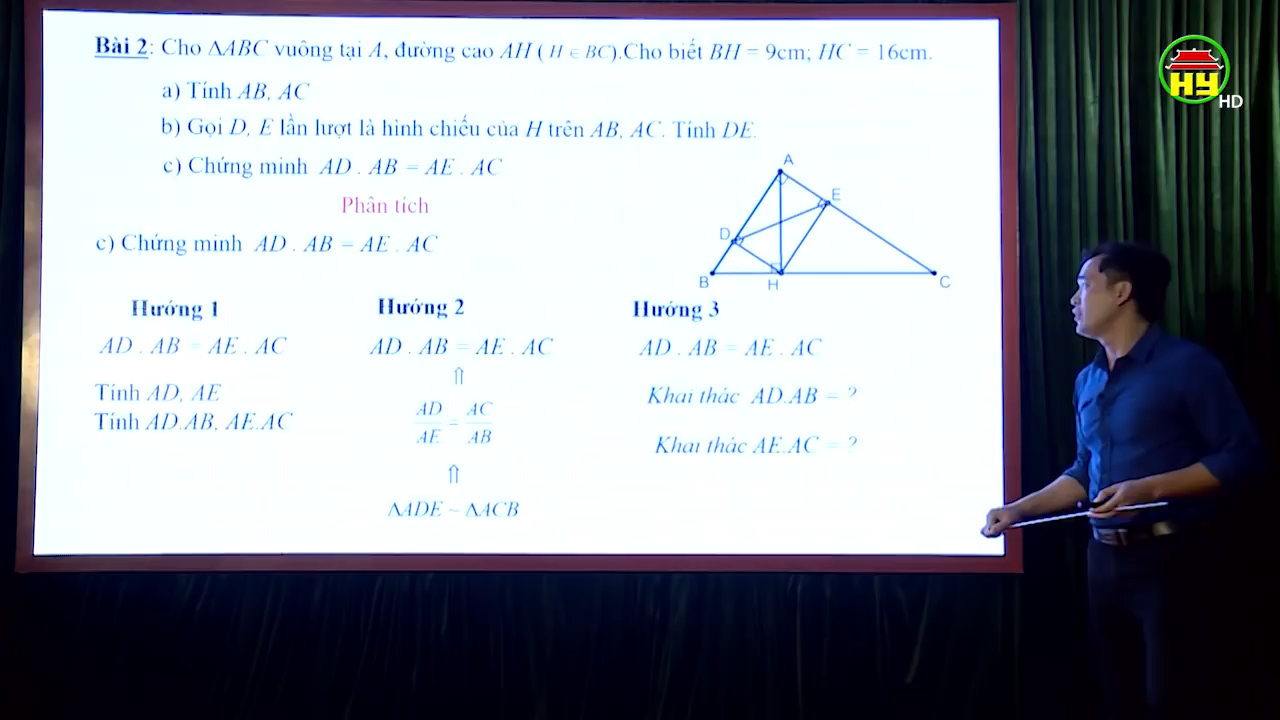 Bài 2: Cho ΔABC vuông tại A, đường cao AH ( H ∈ BC).Cho biết BH = 9cm; HC = 16cm.
a) Tính AB, AC
b) Gọi D, E lần lượt là hình chiếu của H trên AB, AC. Tính DE.
c) Chứng minh AD . AB = AE . AC
Phân tích
c) Chứng minh AD . AB = AE . AC
A
E
D
B
H
C
Hướng 1
AD . AB = AE . AC
Tính AD, AE
Tính AD.AB, AE.AC
Hướng 2
AD . AB = AE . AC
⇑
AD/AE = AC/AB
⇑
ΔADE ~ ΔACB
Hướng 3
AD . AB = AE . AC
Khai thác AD.AB = ?
Khai thác AE.AC = ?
HY
HD